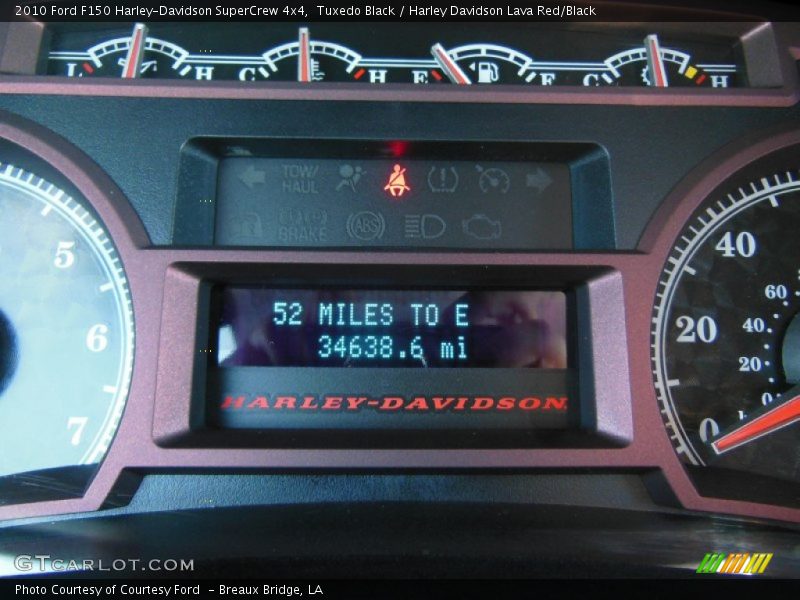 2010 Ford F150 Harley-Davidson SuperCrew 4x4,  Tuxedo Black / Harley Davidson Lava Red/Black
L H C H E F C H
TOW/
HAUL
BRAKE
ABS
5
6
7
52 MILES TO E
34638.6 mi
HARLEY-DAVIDSON
40
20
0
60
40
20
0
GTCARLOT.COM
Photo Courtesy of Courtesy Ford  - Breaux Bridge, LA